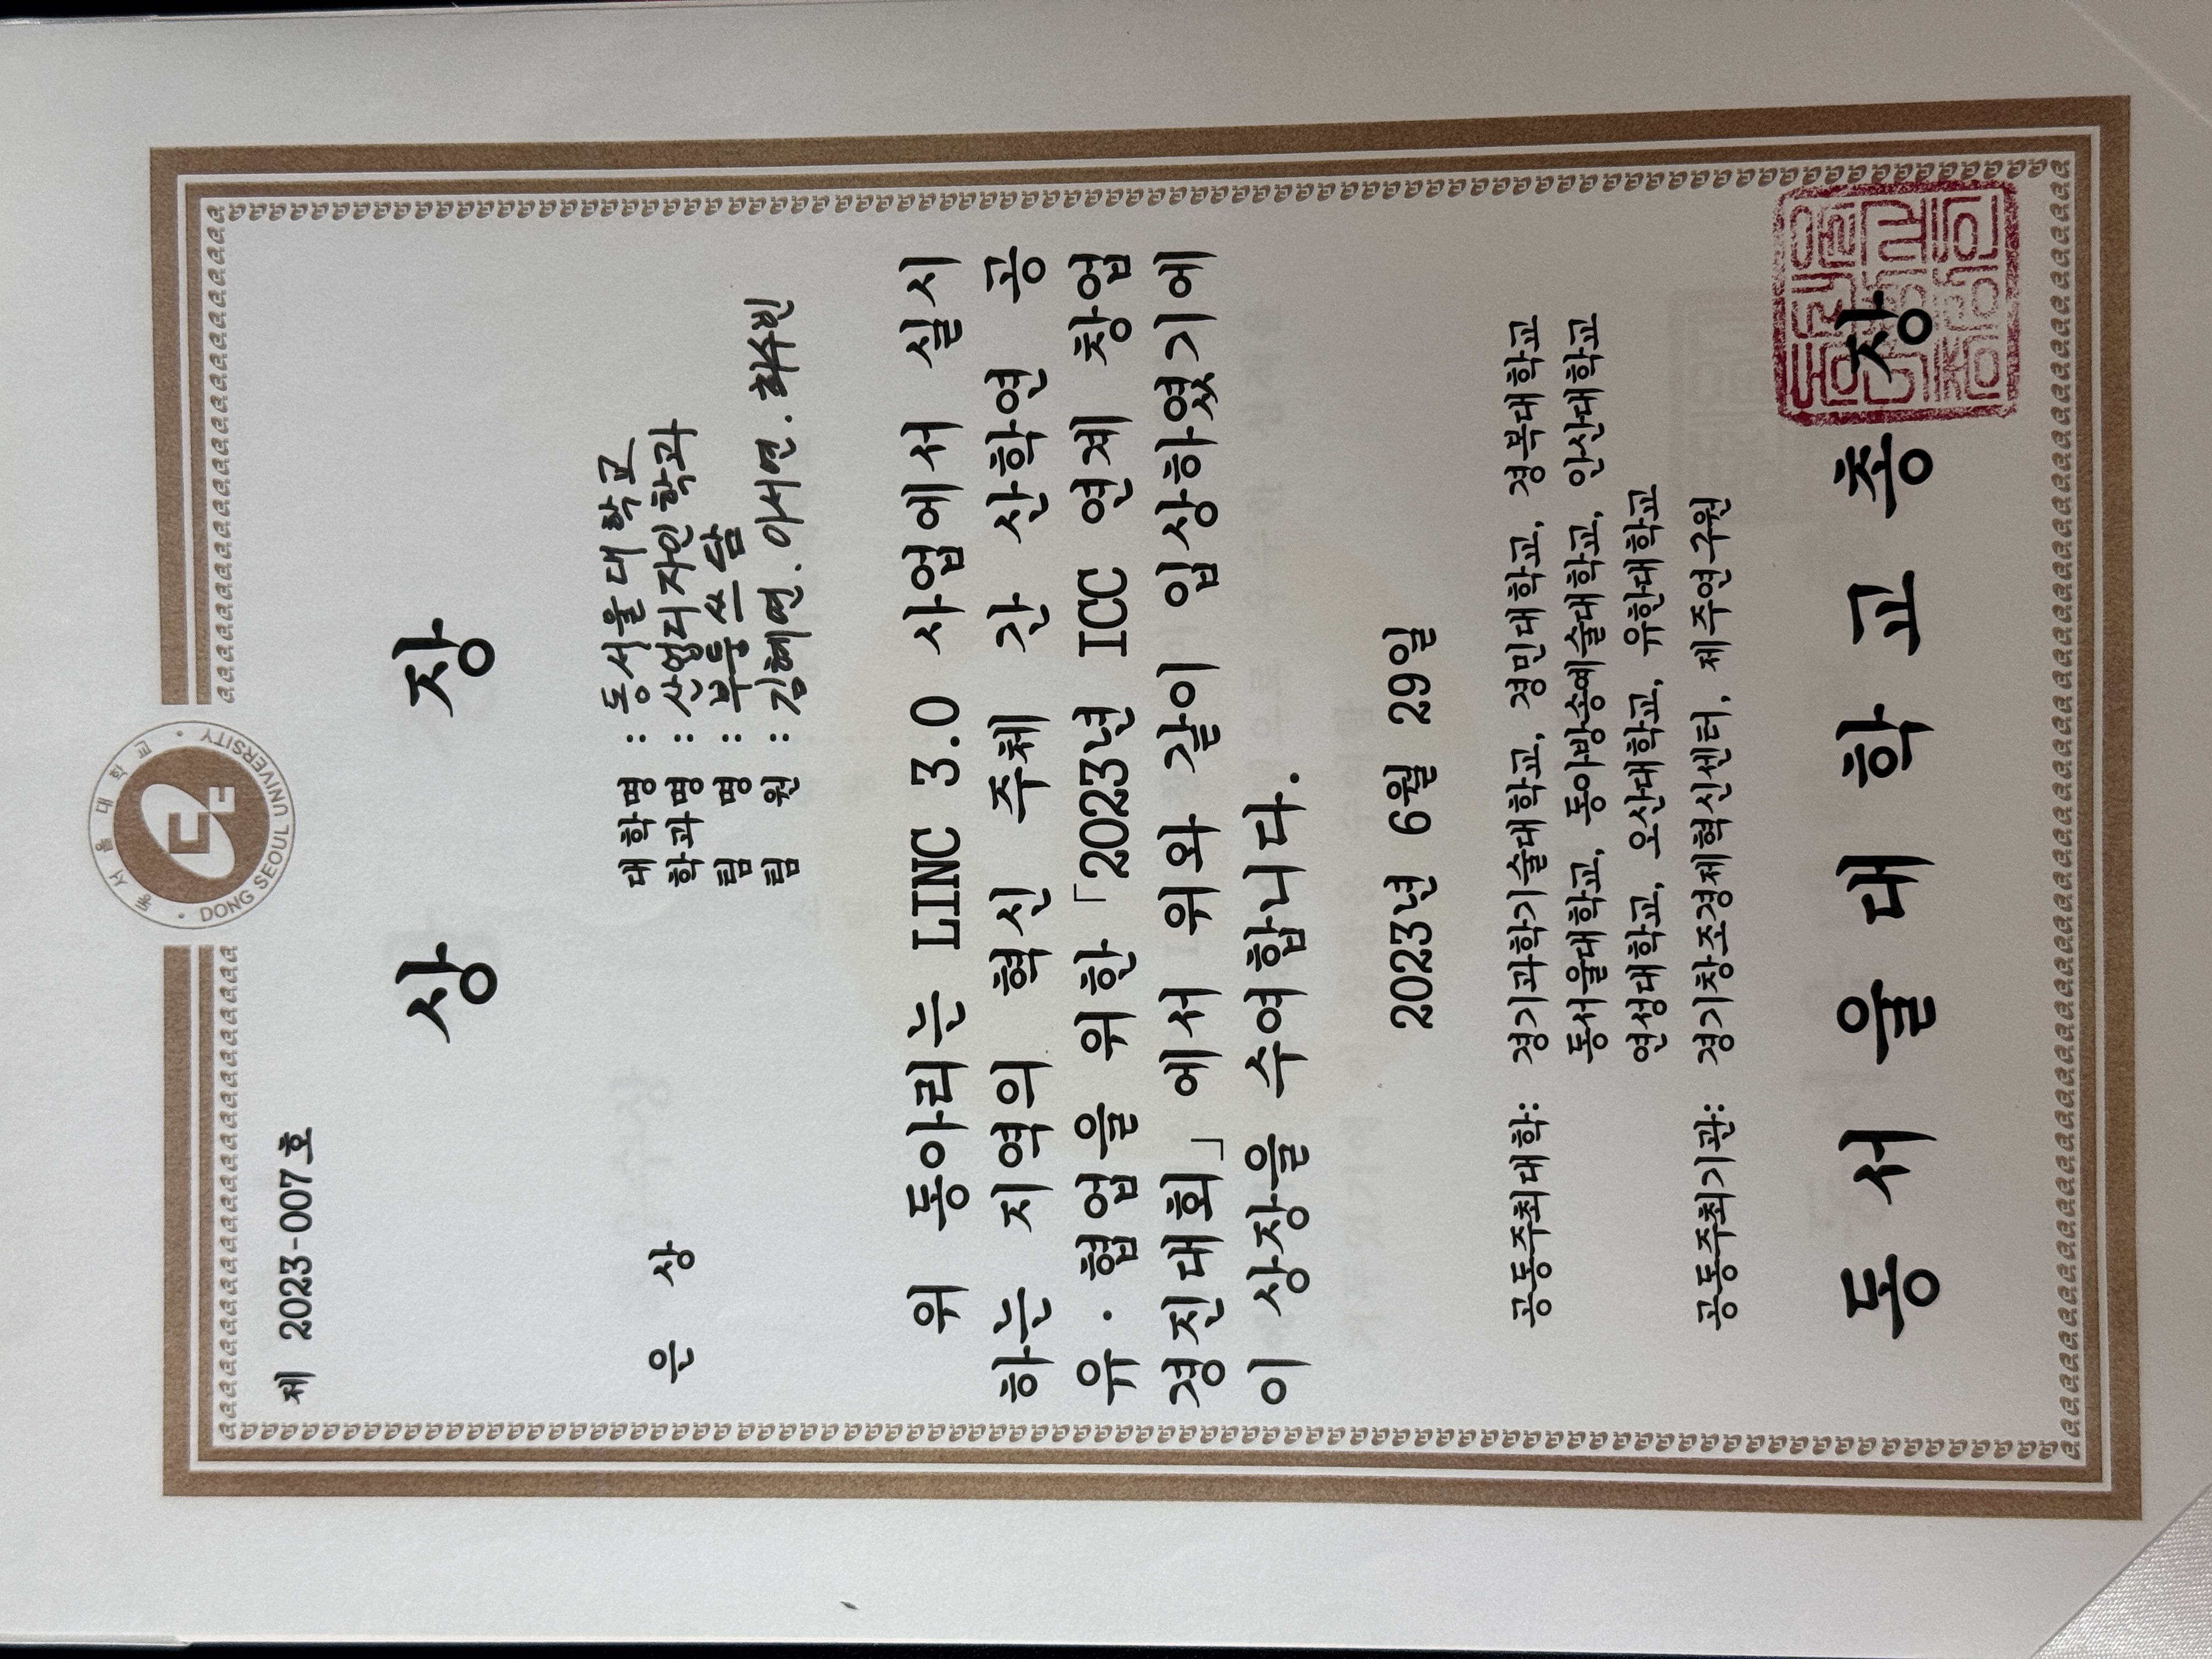 동서울대학교
DONG SEOUL UNIVERSITY
제 2023-007호
상 장
은 상
대학명 : 동서울대학교
학과명 : 산업디자인학과
팀 명 : 부퉁쓰담
팀 원 : 김혜연. 이서연. 최수빈
위 동아리는 LINC 3.0 사업에서 실시
하는 지역의 혁신 주체 간 산학연 공
유·협업을 위한 「2023년 ICC 연계 창업
경진대회」에서 위와 같이 입상하였기에
이 상장을 수여합니다.
2023년 6월 29일
공동주최대학: 경기과학기술대학교, 경민대학교, 경복대학교
동서울대학교, 동아방송예술대학교, 안산대학교
연성대학교, 오산대학교, 유한대학교
공동주최기관: 경기창조경제혁신센터, 제주연구원
동서울대학교총장